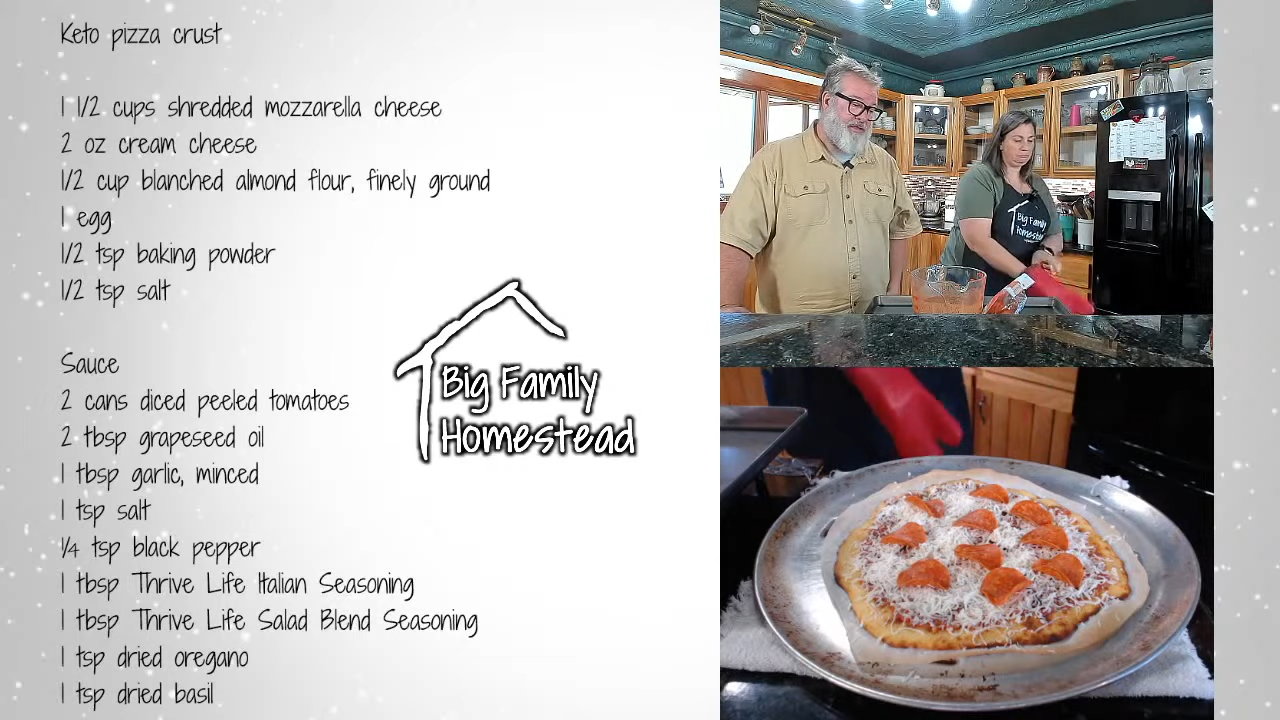 Keto pizza crust
1 1/2 cups shredded mozzarella cheese
2 oz cream cheese
1/2 cup blanched almond flour, finely ground
1 egg
1/2 tsp baking powder
1/2 tsp salt
Sauce
2 cans diced peeled tomatoes
2 tbsp grapeseed oil
1 tbsp garlic, minced
1 tsp salt
1/4 tsp black pepper
1 tbsp Thrive Life Italian Seasoning
1 tbsp Thrive Life Salad Blend Seasoning
1 tsp dried oregano
1 tsp dried basil
Big Family
Homestead
Big Family
Homestead